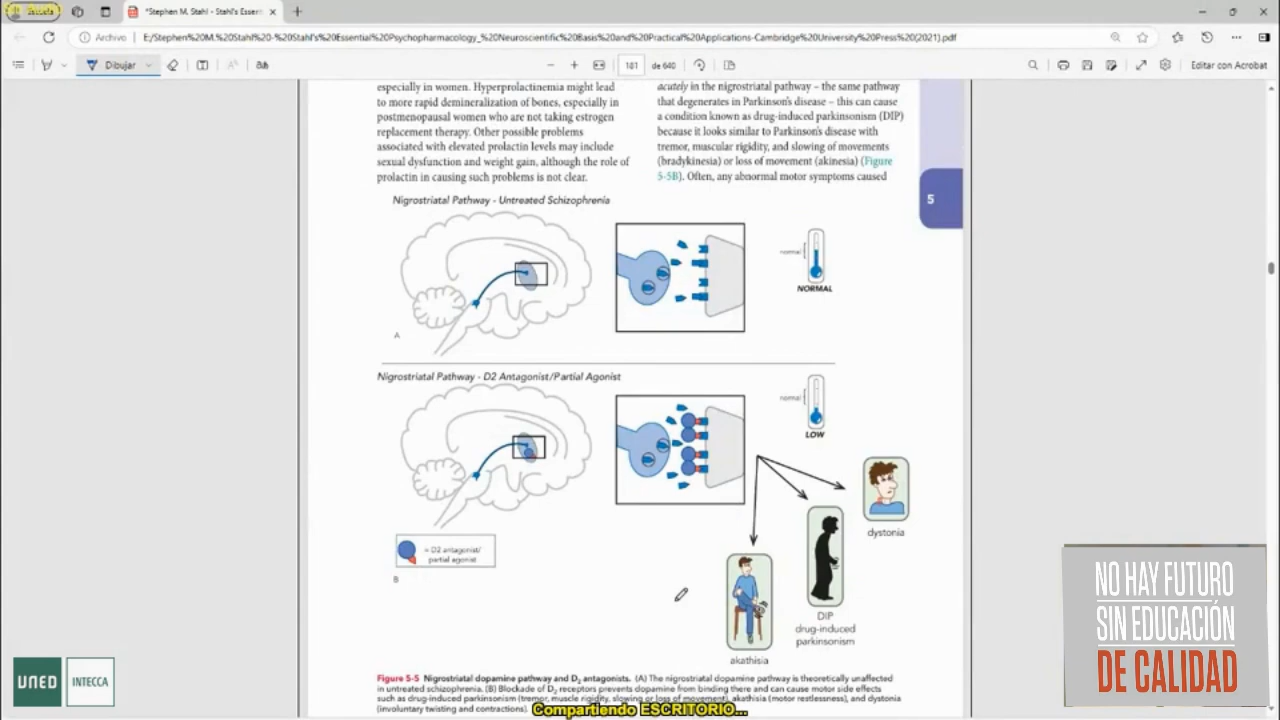 *Stephen M. Stahl - Stahl's Essen
Archivo
E:/Stephen%20M.%20Stahl%20-%20Stahl's%20Essential%20Psychopharmacology_%20Neuroscientific%20Basis%20and%20Practical%20Applications-Cambridge%20University%20Press%20(2021).pdf
Dibujar
181 de 640
Editar con Acrobat
especially in women. Hyperprolactinemia might lead
to more rapid demineralization of bones, especially in
postmenopausal women who are not taking estrogen
replacement therapy. Other possible problems
associated with elevated prolactin levels may include
sexual dysfunction and weight gain, although the role of
prolactin in causing such problems is not clear.
acutely in the nigrostriatal pathway – the same pathway
that degenerates in Parkinson's disease – this can cause
a condition known as drug-induced parkinsonism (DIP)
because it looks similar to Parkinson's disease with
tremor, muscular rigidity, and slowing of movements
(bradykinesia) or loss of movement (akinesia) (Figure
5-5B). Often, any abnormal motor symptoms caused
5
Nigrostriatal Pathway - Untreated Schizophrenia
normal
NORMAL
A
Nigrostriatal Pathway - D2 Antagonist/Partial Agonist
normal
LOW
dystonia
= D2 antagonist/
partial agonist
B
DIP
drug-induced
parkinsonism
akathisia
Figure 5-5 Nigrostriatal dopamine pathway and D2 antagonists. (A) The nigrostriatal dopamine pathway is theoretically unaffected
in untreated schizophrenia. (B) Blockade of D2 receptors prevents dopamine from binding there and can cause motor side effects
such as drug-induced parkinsonism (tremor, muscle rigidity, slowing or loss of movement), akathisia (motor restlessness), and dystonia
(involuntary twisting and contractions).
Compartiendo ESCRITORIO...
UNED
INTECCA
NO HAY FUTURO
SIN EDUCACIÓN
DE CALIDAD